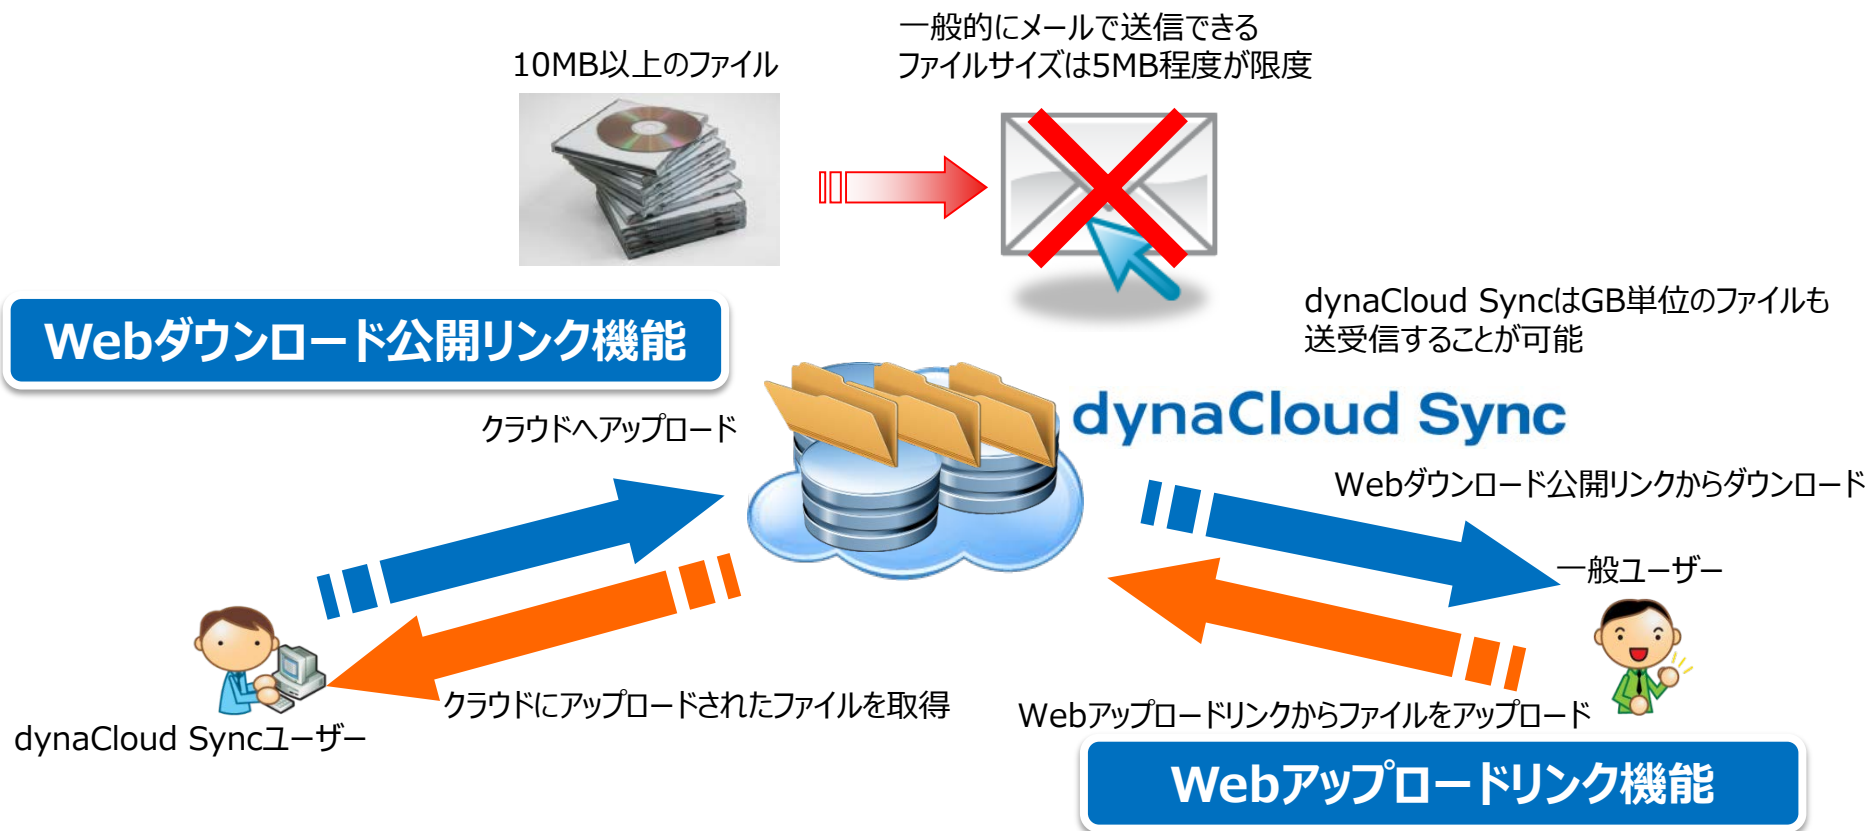 10MB以上のファイル
一般的にメールで送信できる
ファイルサイズは5MB程度が限度
Webダウンロード公開リンク機能
dynaCloud SyncはGB単位のファイルも
送受信することが可能
dynaCloud Sync
クラウドへアップロード
Webダウンロード公開リンクからダウンロード
一般ユーザー
クラウドにアップロードされたファイルを取得
dynaCloud Syncユーザー
Webアップロードリンクからファイルをアップロード
Webアップロードリンク機能